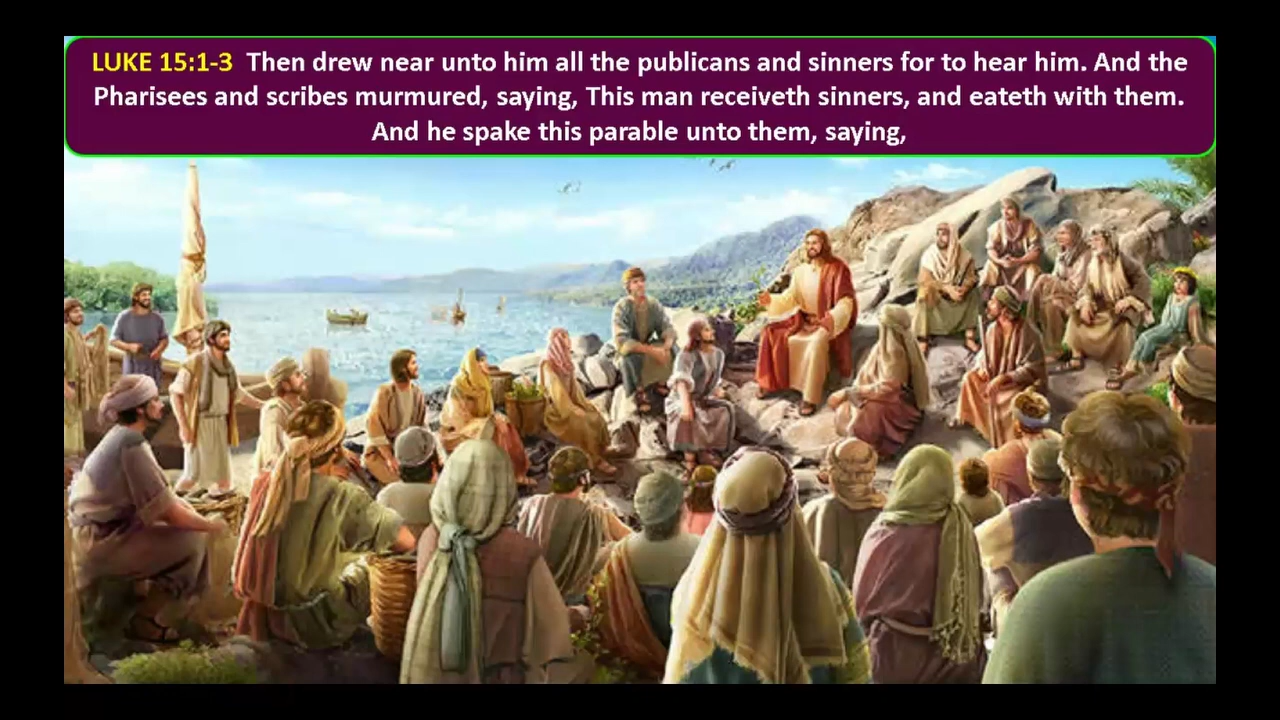 LUKE 15:1-3 Then drew near unto him all the publicans and sinners for to hear him. And the
Pharisees and scribes murmured, saying, This man receiveth sinners, and eateth with them.
And he spake this parable unto them, saying,